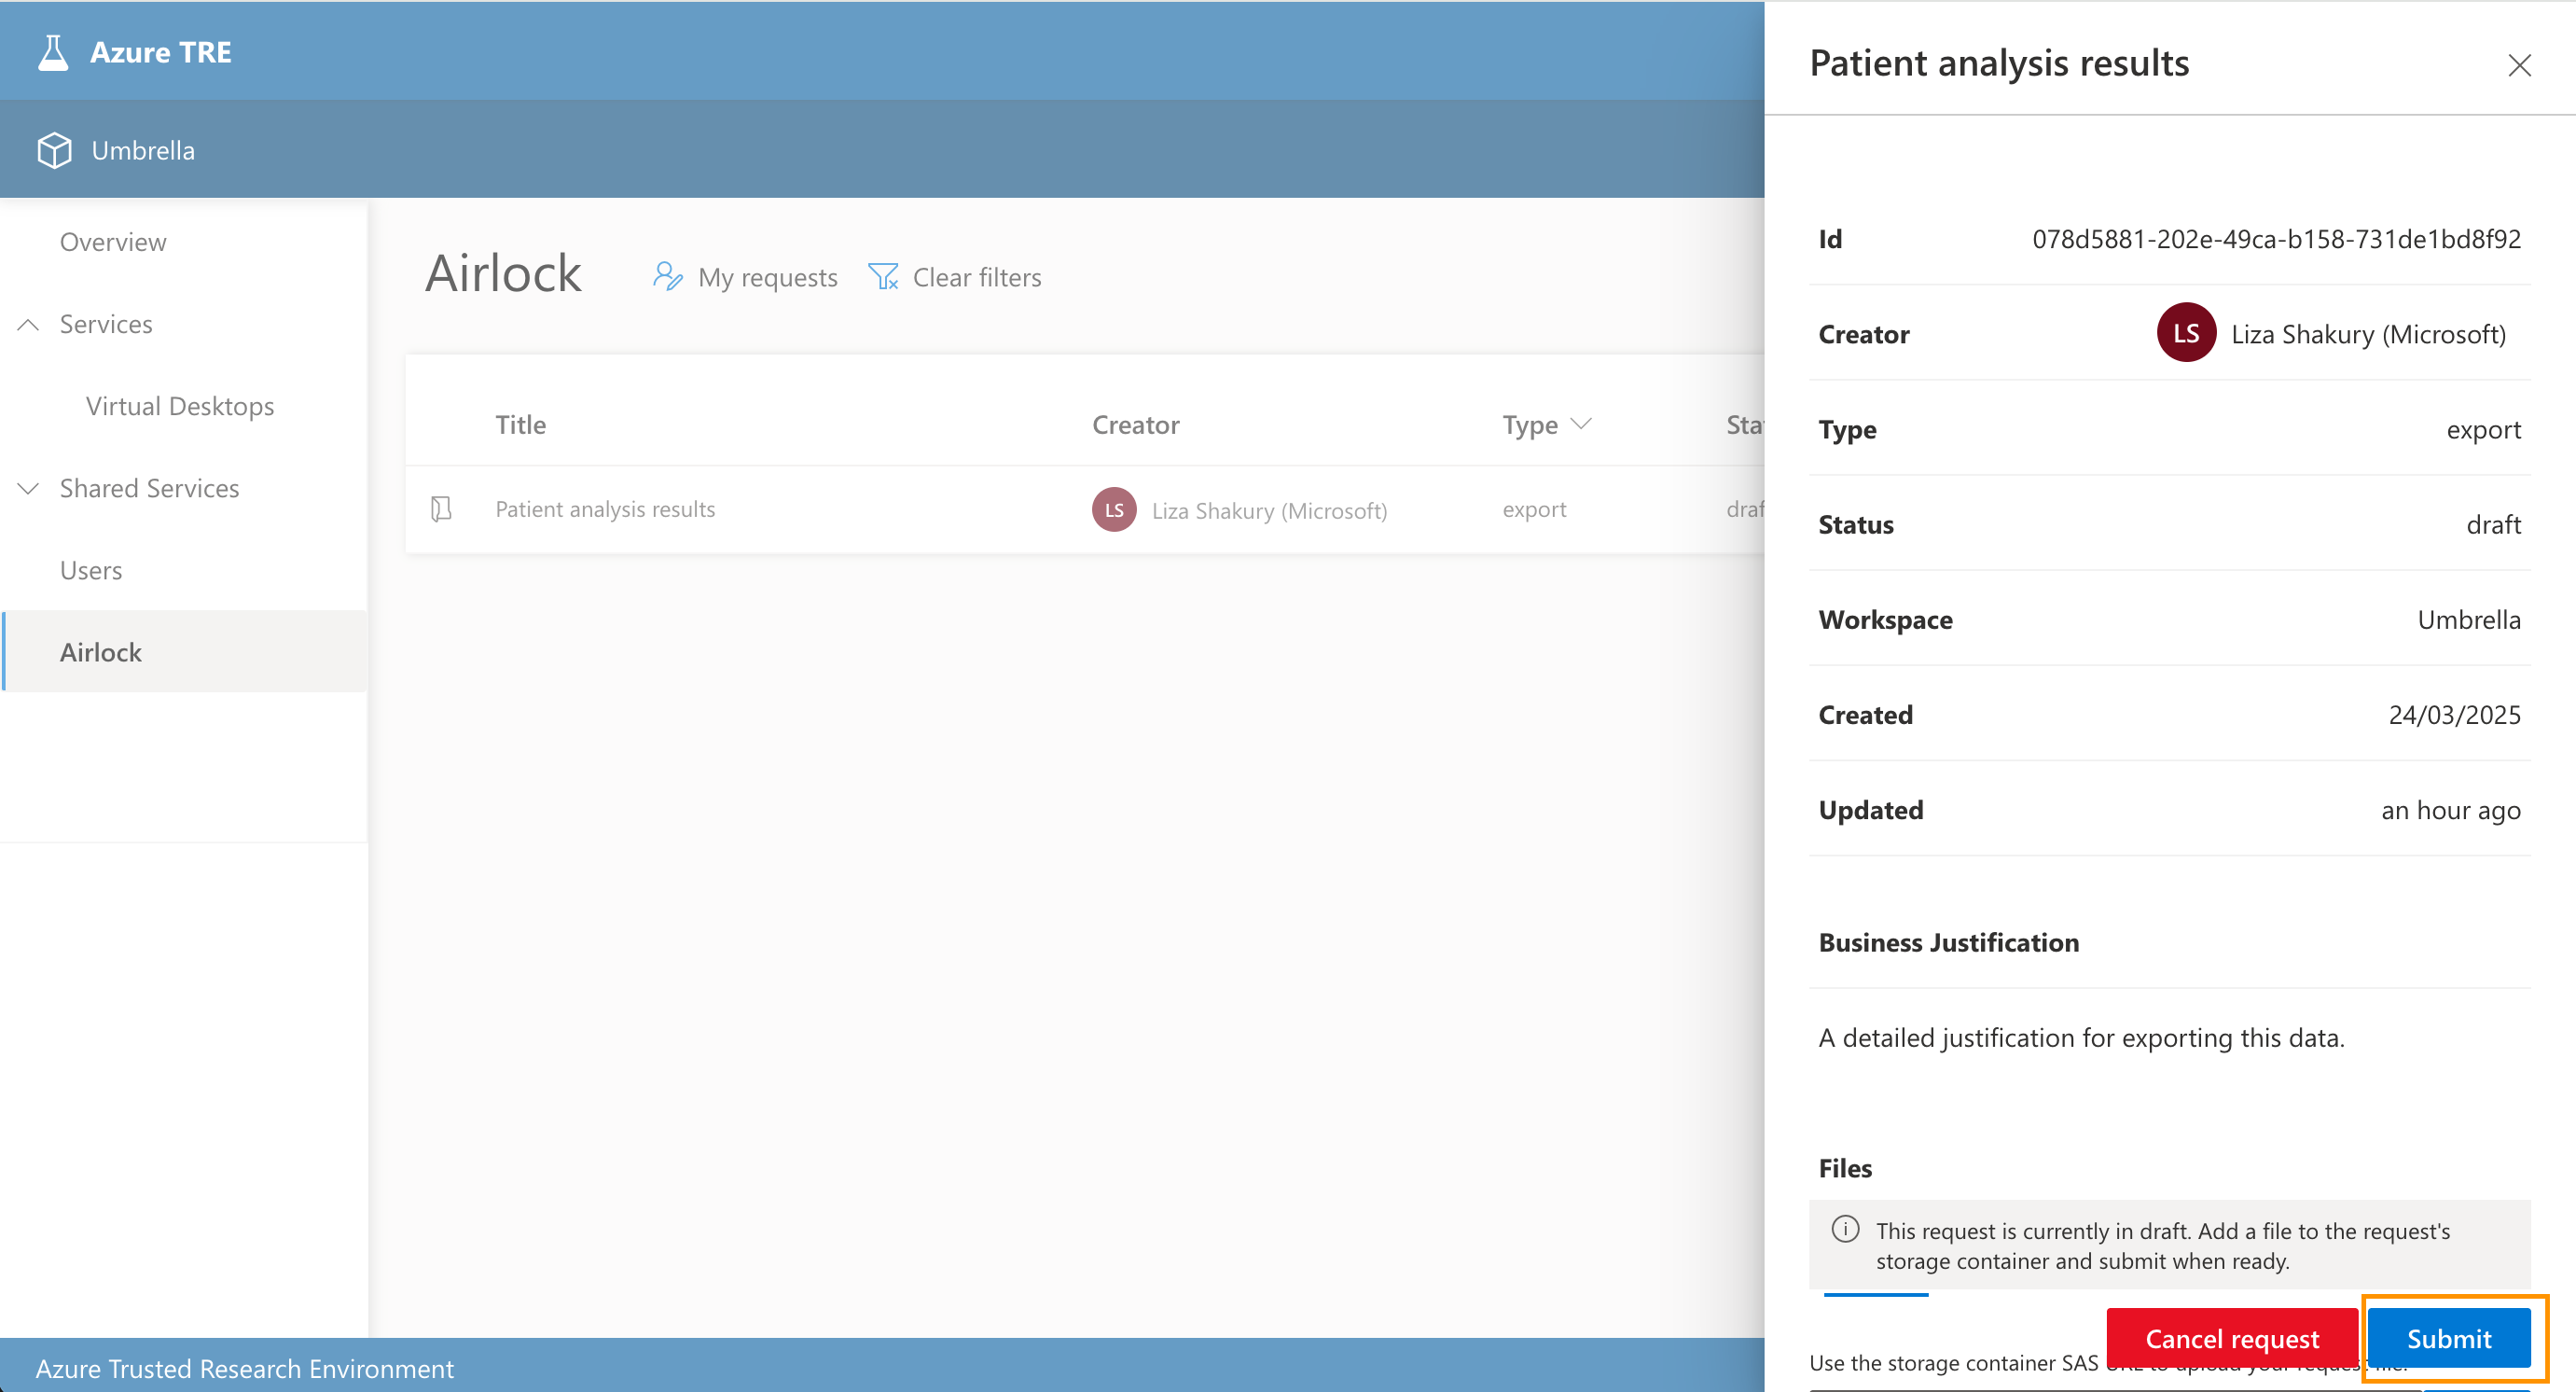 Azure TRE
Umbrella
Overview
Services
Virtual Desktops
Shared Services
Users
Airlock
Airlock
My requests
Clear filters
Title Creator Type
Patient analysis results LS Liza Shakury (Microsoft) export
Azure Trusted Research Environment
Patient analysis results
Id 078d5881-202e-49ca-b158-731de1bd8f92
Creator LS Liza Shakury (Microsoft)
Type export
Status draft
Workspace Umbrella
Created 24/03/2025
Updated an hour ago
Business Justification
A detailed justification for exporting this data.
Files
This request is currently in draft. Add a file to the request's
storage container and submit when ready.
Cancel request
Submit
Use the storage container SAS